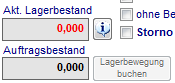 Akt. Lagerbestand
ohne Be
0,000
Storno
Auftragsbestand
0,000
Lagerbewegung
buchen